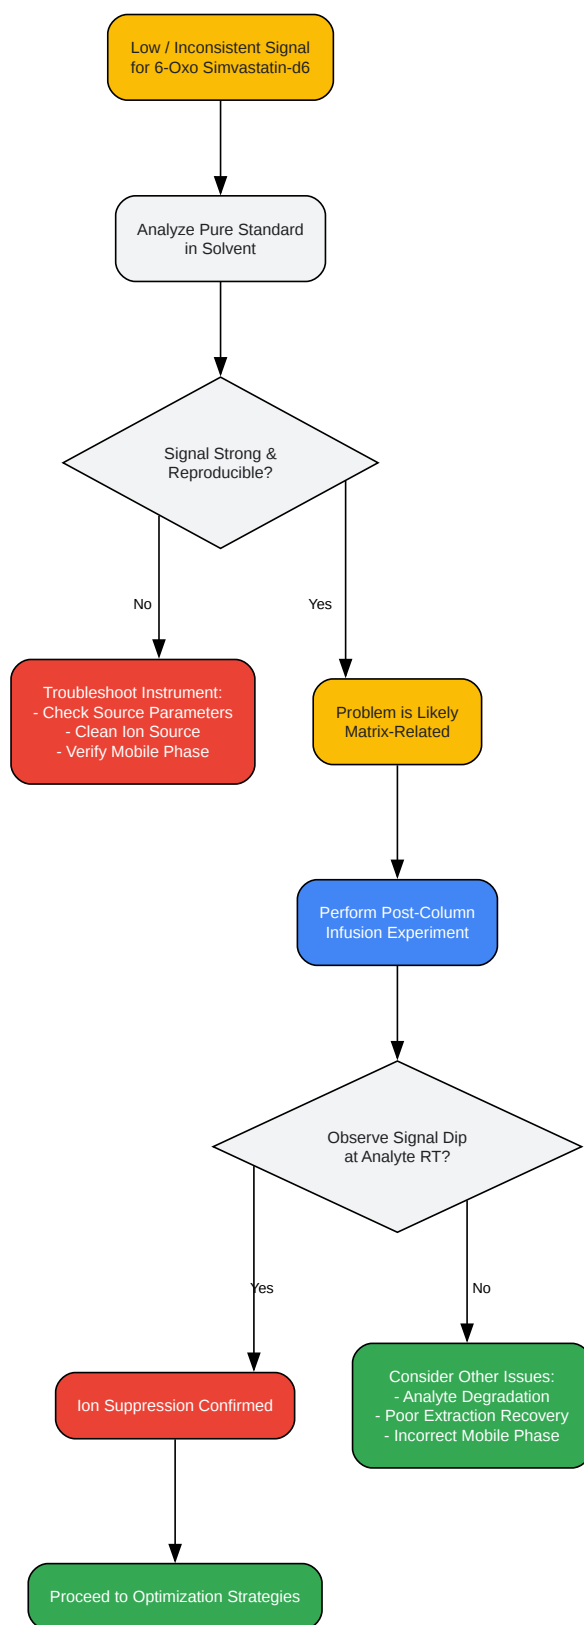 Low / Inconsistent Signal
for 6-Oxo Simvastatin-d6
Analyze Pure Standard
in Solvent
Signal Strong &
Reproducible?
No
Yes
Troubleshoot Instrument:
- Check Source Parameters
- Clean Ion Source
- Verify Mobile Phase
Problem is Likely
Matrix-Related
Perform Post-Column
Infusion Experiment
Observe Signal Dip
at Analyte RT?
Yes
No
Consider Other Issues:
- Analyte Degradation
- Poor Extraction Recovery
- Incorrect Mobile Phase
Ion Suppression Confirmed
Proceed to Optimization Strategies